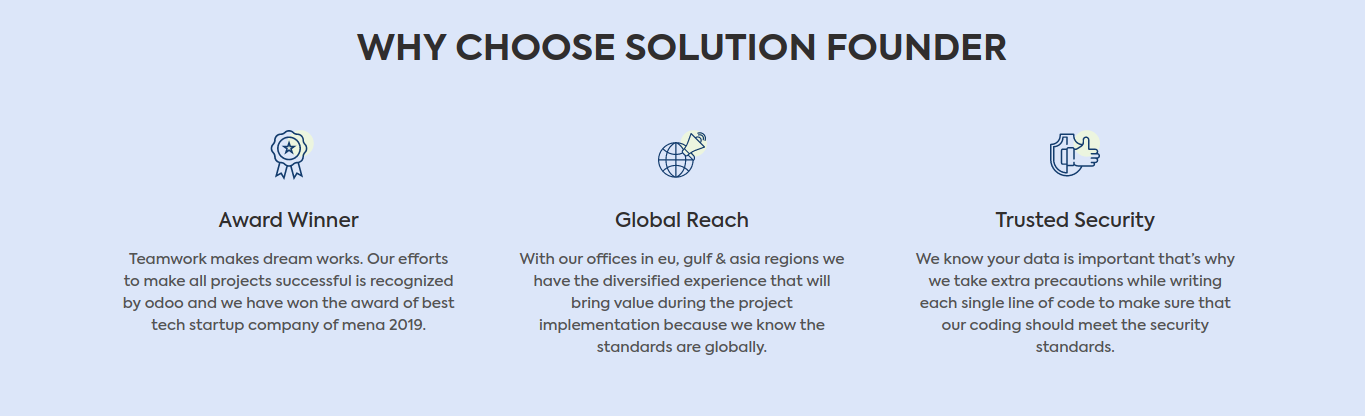 WHY CHOOSE SOLUTION FOUNDER
Award Winner
Teamwork makes dream works. Our efforts
to make all projects successful is recognized
by odoo and we have won the award of best
tech startup company of mena 2019.
Global Reach
With our offices in eu, gulf & asia regions we
have the diversified experience that will
bring value during the project
implementation because we know the
standards are globally.
Trusted Security
We know your data is important that's why
we take extra precautions while writing
each single line of code to make sure that
our coding should meet the security
standards.